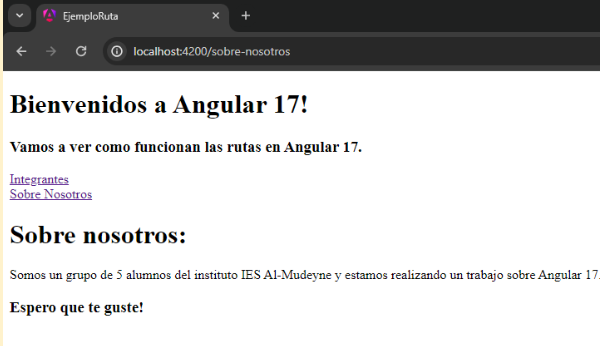 EjemploRuta
localhost:4200/sobre-nosotros
Bienvenidos a Angular 17!
Vamos a ver como funcionan las rutas en Angular 17.
Integrantes
Sobre Nosotros
Sobre nosotros:
Somos un grupo de 5 alumnos del instituto IES Al-Mudeyne y estamos realizando un trabajo sobre Angular 17.
Espero que te guste!